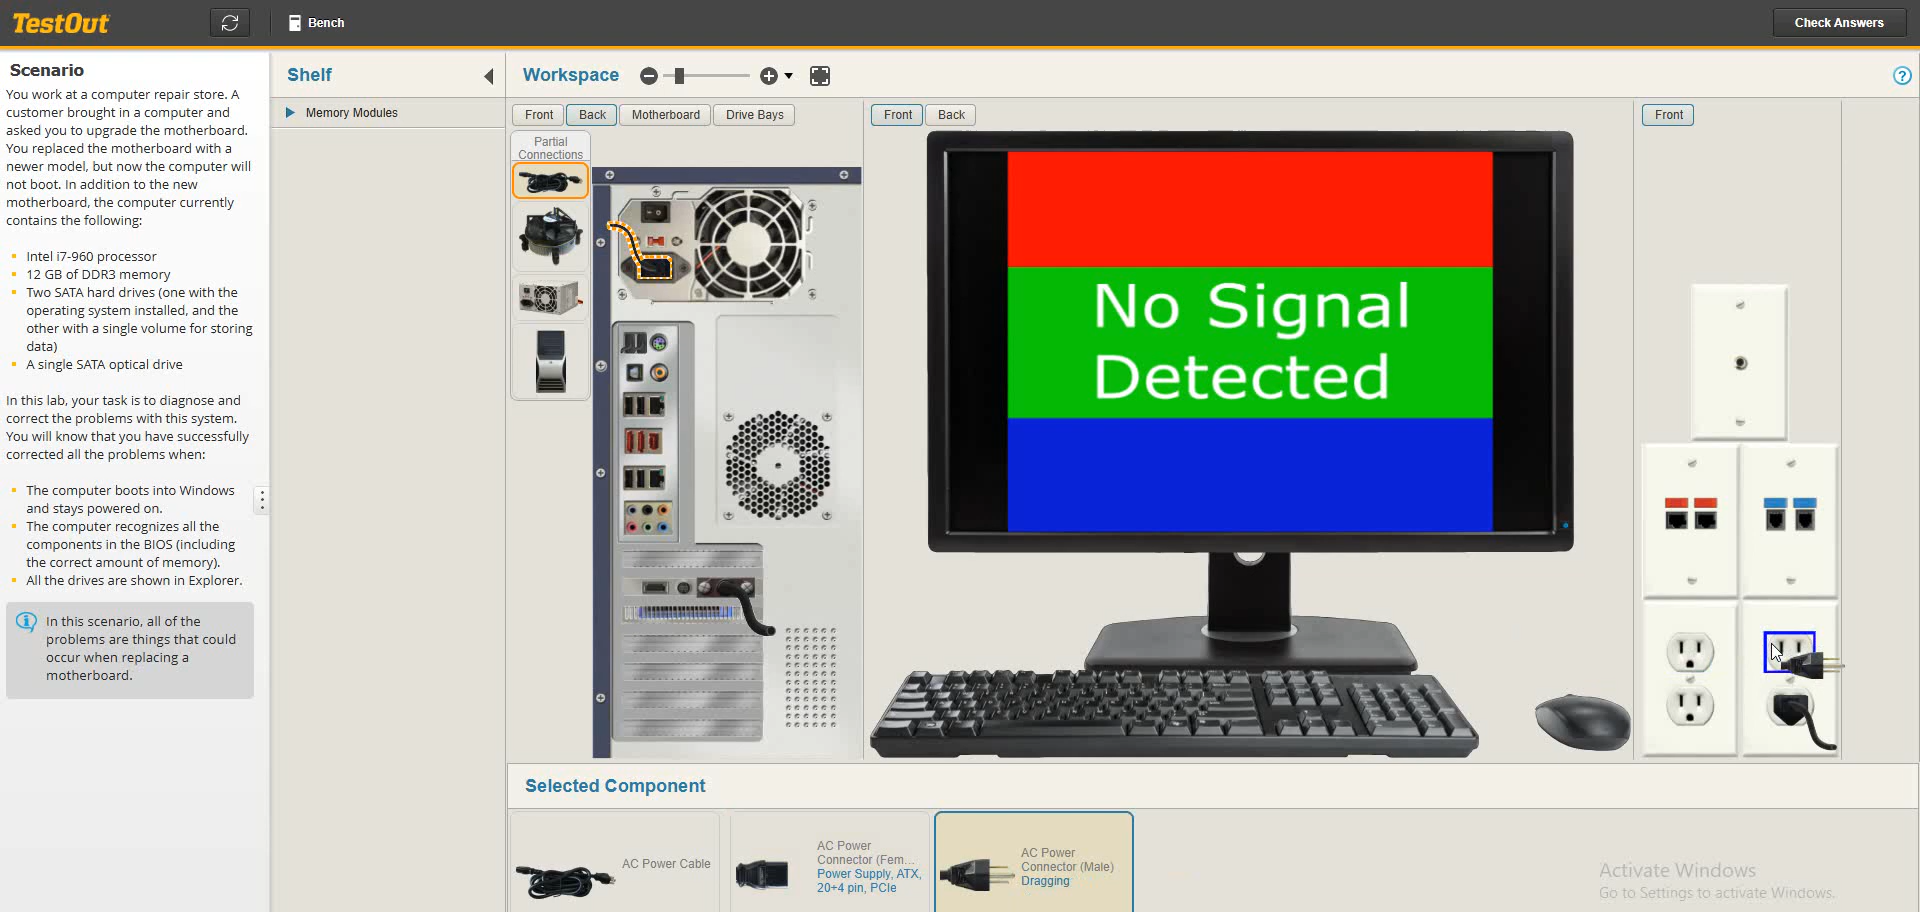 TestOut
Bench
Check Answers
Scenario
You work at a computer repair store. A
customer brought in a computer and
asked you to upgrade the motherboard.
You replaced the motherboard with a
newer model, but now the computer will
not boot. In addition to the new
motherboard, the computer currently
contains the following:
Intel i7-960 processor
12 GB of DDR3 memory
Two SATA hard drives (one with the
operating system installed, and the
other with a single volume for storing
data)
A single SATA optical drive
In this lab, your task is to diagnose and
correct the problems with this system.
You will know that you have successfully
corrected all the problems when:
The computer boots into Windows
and stays powered on.
The computer recognizes all the
components in the BIOS (including
the correct amount of memory).
All the drives are shown in Explorer.
In this scenario, all of the
problems are things that could
occur when replacing a
motherboard.
Shelf
Memory Modules
Workspace
Front Back Motherboard Drive Bays
Partial
Connections
Front Back
No Signal
Detected
Front
Selected Component
AC Power Cable
AC Power
Connector (Fem...
Power Supply, ATX,
20+4 pin, PCIe
AC Power
Connector (Male)
Dragging
Activate Windows
Go to Settings to activate Windows.